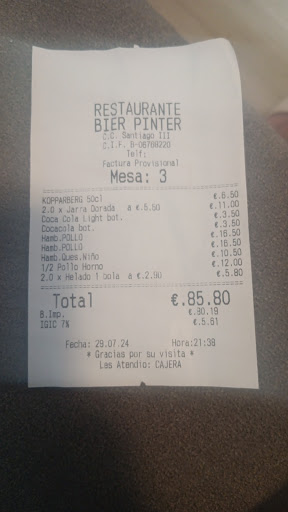 RESTAURANTE
BIER PINTER
C.C. Santiago III
C.I.F. B-06768220
Telf:
Factura Provisional
Mesa: 3
KOPPARBERG 50cl €.6.50
2.0 x Jarra Dorada a €.5.50 €.11.00
Coca Cola Light bot. €.3.50
Cocacola bot. €.3.50
Hamb.POLLO €.16.50
Hamb.POLLO €.16.50
Hamb.Ques.Niño €.10.50
1/2 Pollo Horno €.12.00
2.0 x Helado 1 bola a €.2.90 €.5.80
Total €.85.80
B.Imp. €.80.19
IGIC 7% €.5.61
Fecha: 29.07.24 Hora:21:38
* Gracias por su visita *
Las Atendio: CAJERA